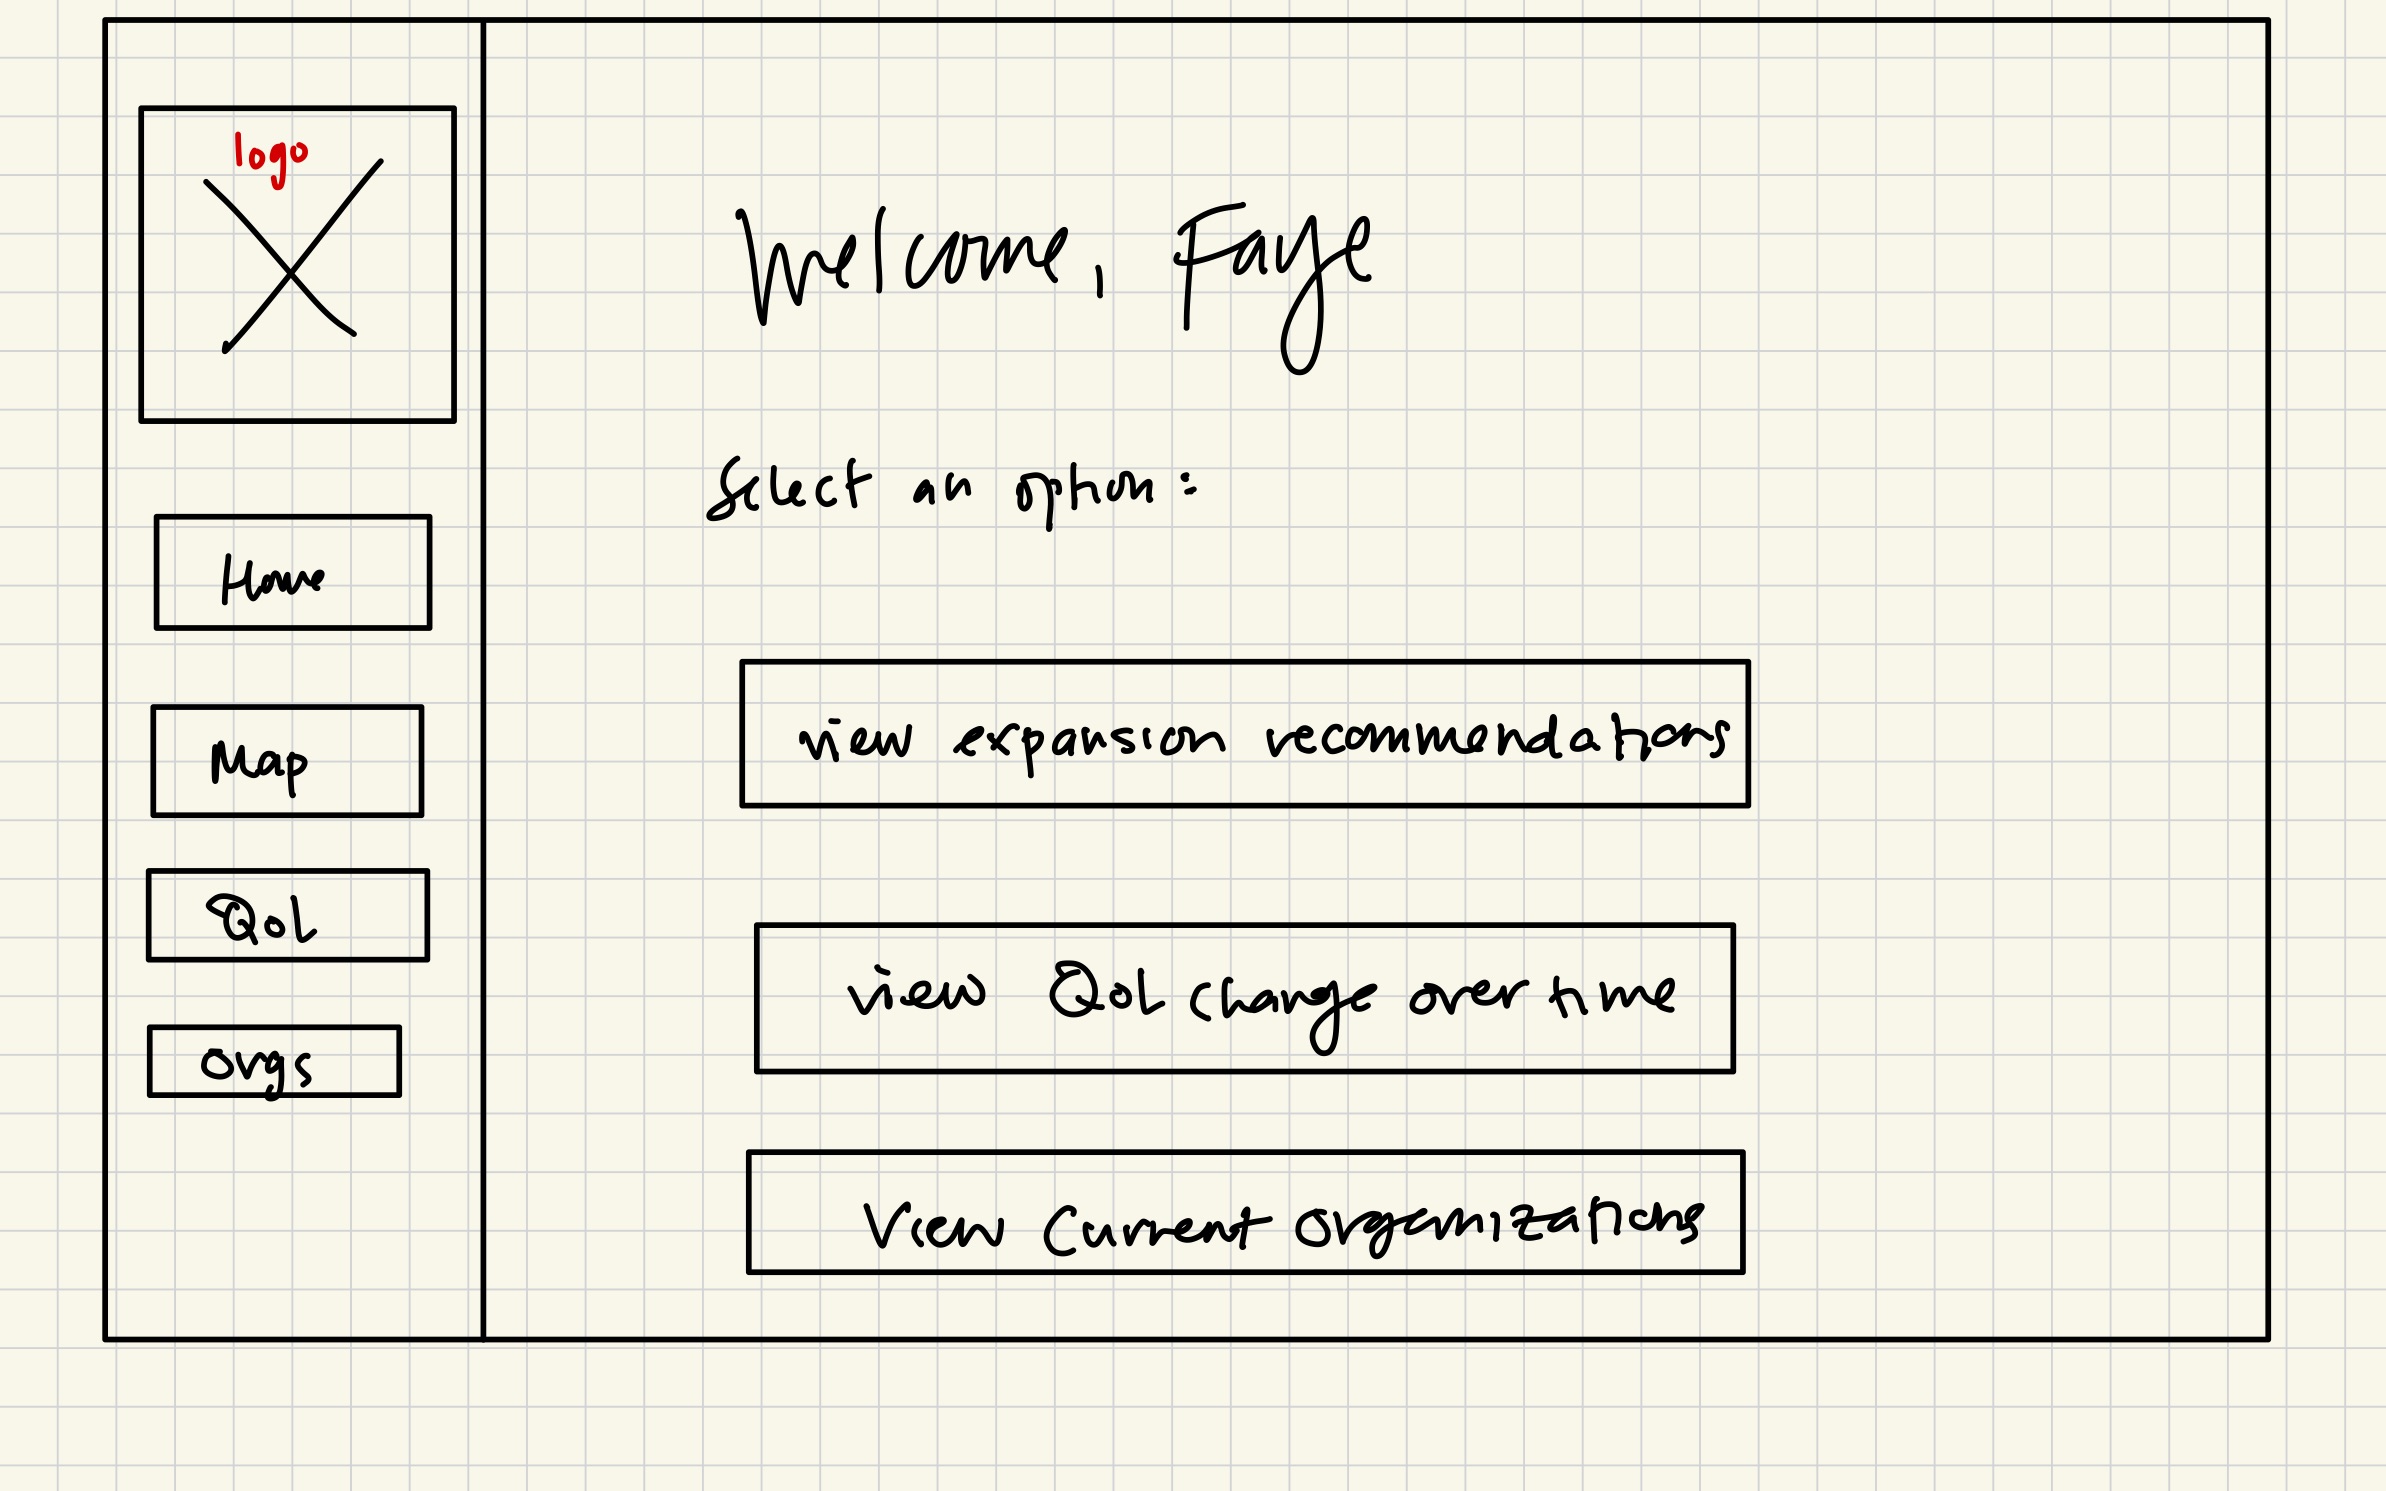 logo
Home
Map
QoL
orgs
Welcome, Faye
Select an option:
view expansion recommendations
view QoL change over time
View Current Organizations